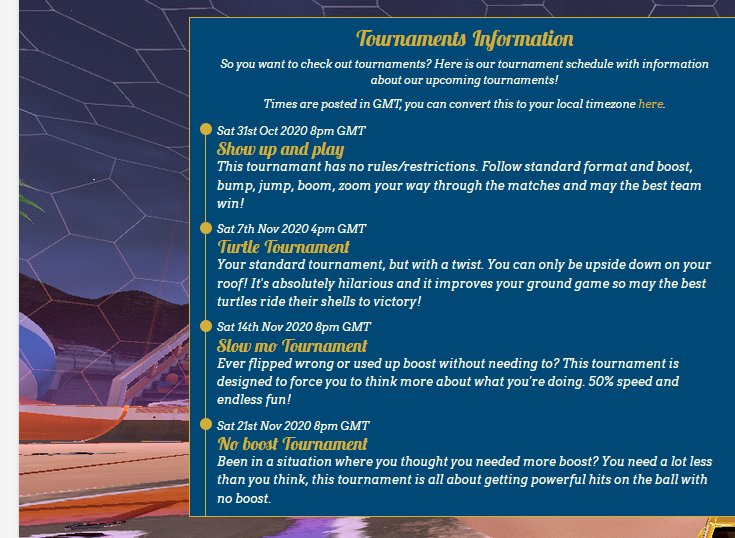 Tournaments Information
So you want to check out tournaments? Here is our tournament schedule with information
about our upcoming tournaments!
Times are posted in GMT, you can convert this to your local timezone here.
Sat 31st Oct 2020 8pm GMT
Show up and play
This tournamant has no rules/restrictions. Follow standard format and boost,
bump, jump, boom, zoom your way through the matches and may the best team
win!
Sat 7th Nov 2020 4pm GMT
Turtle Tournament
Your standard tournament, but with a twist. You can only be upside down on your
roof! It's absolutely hilarious and it improves your ground game so may the best
turtles ride their shells to victory!
Sat 14th Nov 2020 8pm GMT
Slow mo Tournament
Ever flipped wrong or used up boost without needing to? This tournament is
designed to force you to think more about what you're doing. 50% speed and
endless fun!
Sat 21st Nov 2020 8pm GMT
No boost Tournament
Been in a situation where you thought you needed more boost? You need a lot less
than you think, this tournament is all about getting powerful hits on the ball with
no boost.